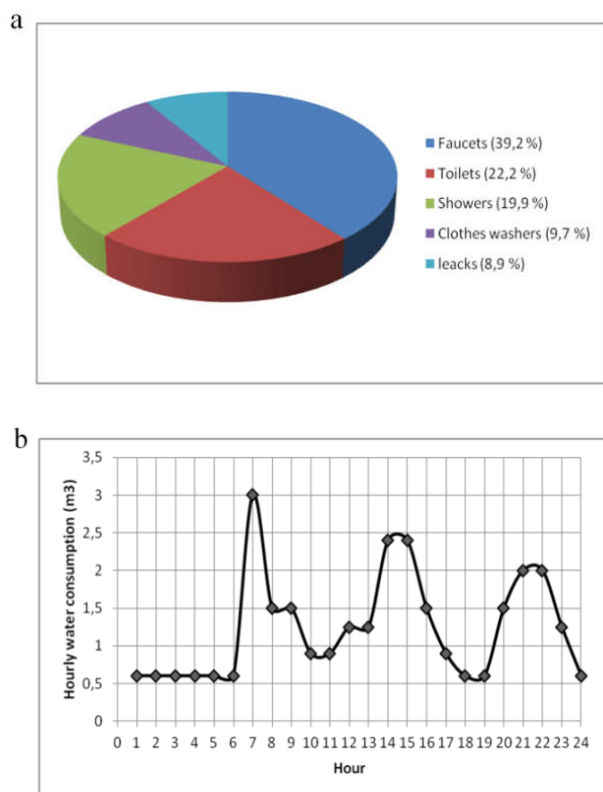 a
Faucets (39,2 %)
Toilets (22,2 %)
Showers (19,9 %)
Clothes washers (9,7 %)
leacks (8,9 %)
b
Hourly water consumption (m3)
3,5
3
2,5
2
1,5
1
0,5
0
0 1 2 3 4 5 6 7 8 9 10 11 12 13 14 15 16 17 18 19 20 21 22 23 24
Hour